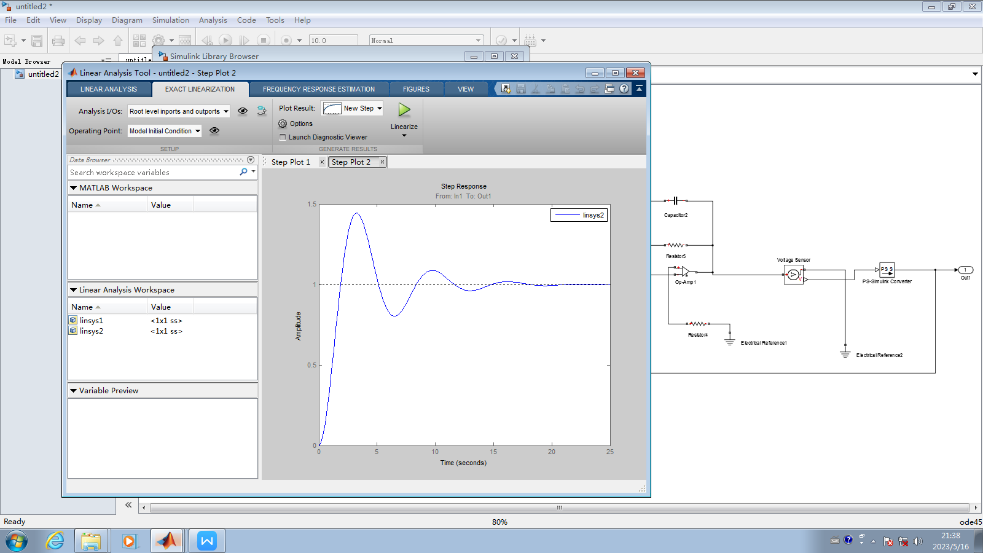 untitled2 *
File Edit View Display Diagram Simulation Analysis Code Tools Help
10.0
Normal
Model Browser
untitled2
Simulink Library Browser
Linear Analysis Tool - untitled2 - Step Plot 2
LINEAR ANALYSIS
EXACT LINEARIZATION
FREQUENCY RESPONSE ESTIMATION
FIGURES
VIEW
Analysis I/Os: Root level inports and outports
Operating Point: Model Initial Condition
SETUP
Plot Result: New Step
Options
Launch Diagnostic Viewer
Linearize
GENERATE RESULTS
Data Browser
Search workspace variables
MATLAB Workspace
Name Value
Linear Analysis Workspace
Name Value
linsys1 <1x1 ss>
linsys2 <1x1 ss>
Variable Preview
Step Plot 1
Step Plot 2
Step Response
From: In1 To: Out1
linsys2
1.5
1
0.5
0
Amplitude
0 5 10 15 20 25
Time (seconds)
Capacitor2
Resistor5
Op-Amp1
Resistor4
Electrical Reference1
Voltage Sensor
PS S
PS-Simulink Converter
1
Out1
Electrical Reference2
Ready
80%
ode45
21:38
2023/5/16